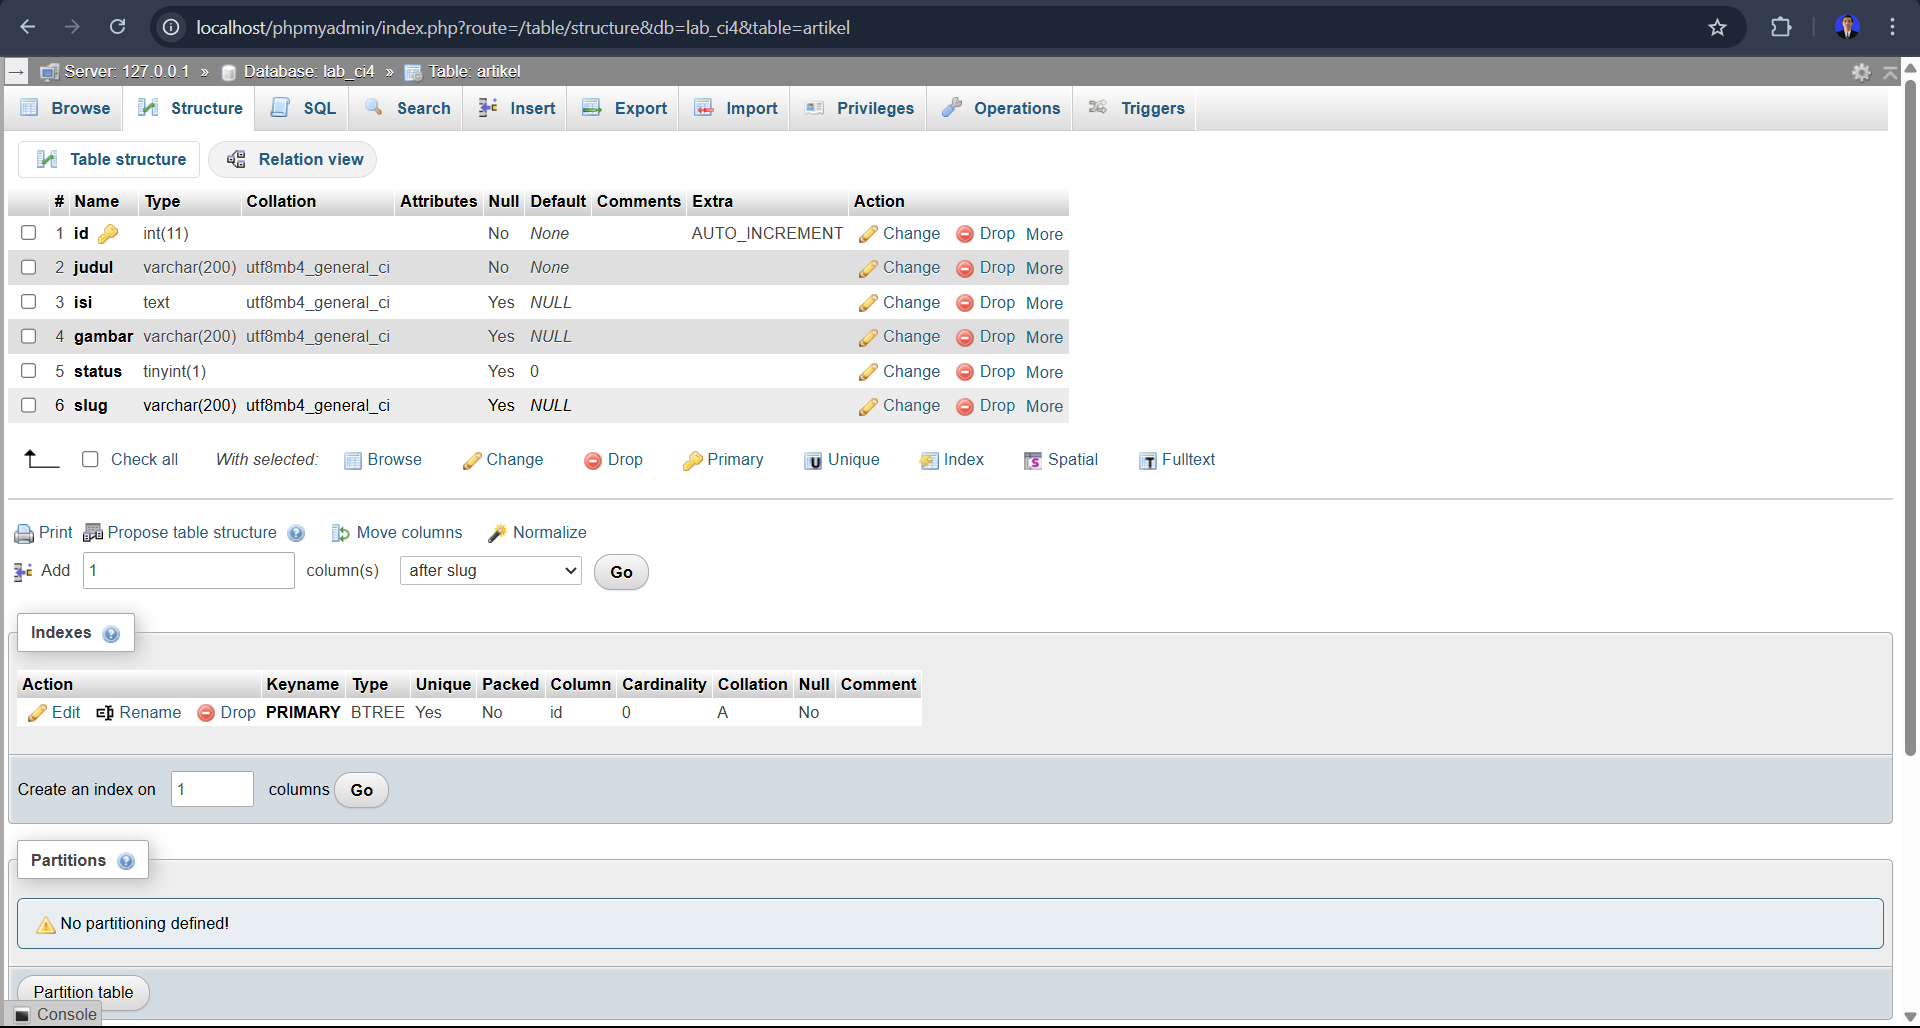 localhost/phpmyadmin/index.php?route=/table/structure&db=lab_ci4&table=artikel
Server: 127.0.0.1 » Database: lab_ci4 » Table: artikel
Browse Structure SQL Search Insert Export Import Privileges Operations Triggers
Table structure Relation view
# Name Type Collation Attributes Null Default Comments Extra Action
1 id int(11) No None AUTO_INCREMENT Change Drop More
2 judul varchar(200) utf8mb4_general_ci No None Change Drop More
3 isi text utf8mb4_general_ci Yes NULL Change Drop More
4 gambar varchar(200) utf8mb4_general_ci Yes NULL Change Drop More
5 status tinyint(1) Yes 0 Change Drop More
6 slug varchar(200) utf8mb4_general_ci Yes NULL Change Drop More
Check all With selected: Browse Change Drop Primary Unique Index Spatial Fulltext
Print Propose table structure Move columns Normalize
Add 1 column(s) after slug Go
Indexes
Action Keyname Type Unique Packed Column Cardinality Collation Null Comment
Edit Rename Drop PRIMARY BTREE Yes No id 0 A No
Create an index on 1 columns Go
Partitions
No partitioning defined!
Partition table
Console